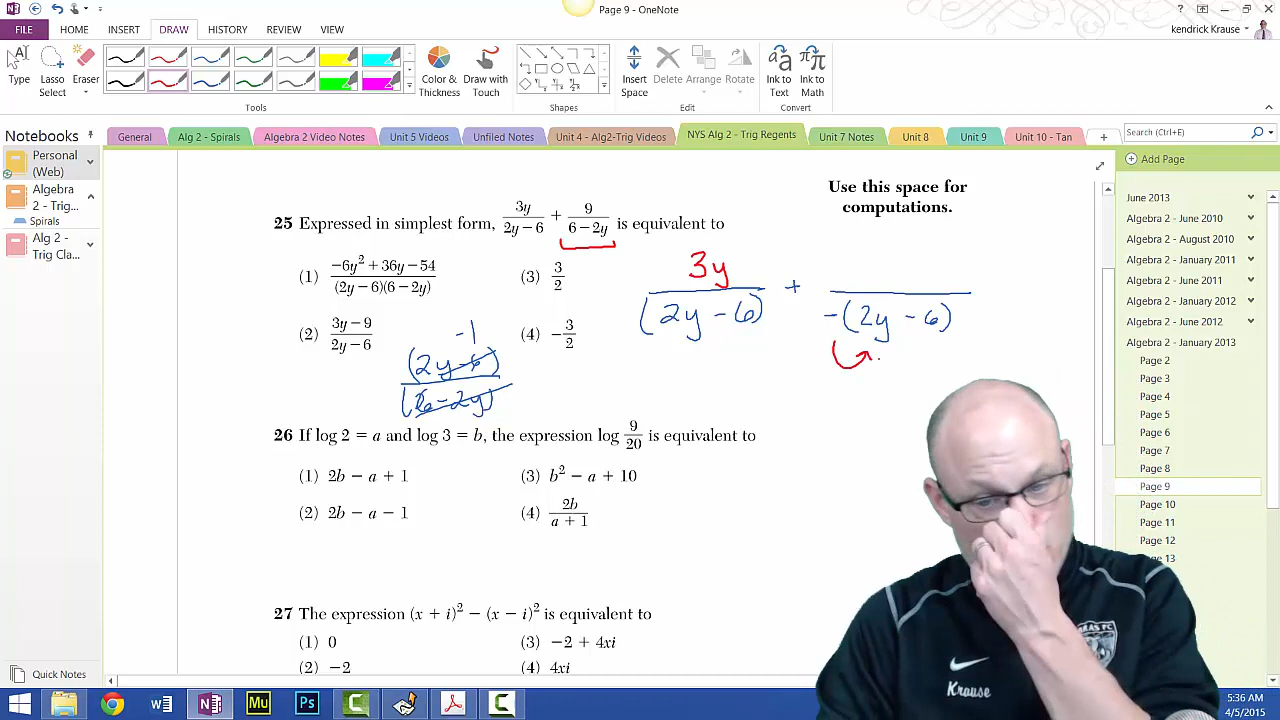 Page 9 - OneNote
FILE HOME INSERT DRAW HISTORY REVIEW VIEW
kendrick Krause
Type Lasso Select Eraser
Color & Thickness Draw with Touch
Insert Space Delete Arrange Rotate
Ink to Text Ink to Math
Tools Shapes Edit Convert
Notebooks
General Alg 2 - Spirals Algebra 2 Video Notes Unit 5 Videos Unfiled Notes Unit 4 - Alg2-Trig Videos NYS Alg 2 - Trig Regents Unit 7 Notes Unit 8 Unit 9 Unit 10 - Tan
Search (Ctrl+E)
Personal (Web)
Algebra 2 - Trig...
Spirals
Alg 2 - Trig Cla...
Quick Notes
Use this space for
computations.
25 Expressed in simplest form, 3y/(2y – 6) + 9/(6 – 2y) is equivalent to
(1) (−6y² + 36y − 54)/((2y − 6)(6 − 2y)) (3) 3/2
(2) (3y − 9)/(2y − 6) (4) −3/2
-1
(2y-6)
(6-2y)
3y
(2y-6) + -(2y-6)
26 If log 2 = a and log 3 = b, the expression log 9/20 is equivalent to
(1) 2b − a + 1 (3) b² − a + 10
(2) 2b − a − 1 (4) 2b/(a + 1)
27 The expression (x + i)² − (x − i)² is equivalent to
(1) 0 (3) −2 + 4xi
(2) −2 (4) 4xi
Add Page
June 2013
Algebra 2 - June 2010
Algebra 2 - August 2010
Algebra 2 - January 2011
Algebra 2 - June 2011
Algebra 2 - January 2012
Algebra 2 - June 2012
Algebra 2 - January 2013
Page 2
Page 3
Page 4
Page 5
Page 6
Page 7
Page 8
Page 9
Page 10
Page 11
Page 12
13
Krause
Mu Ps
5:36 AM
4/5/2015